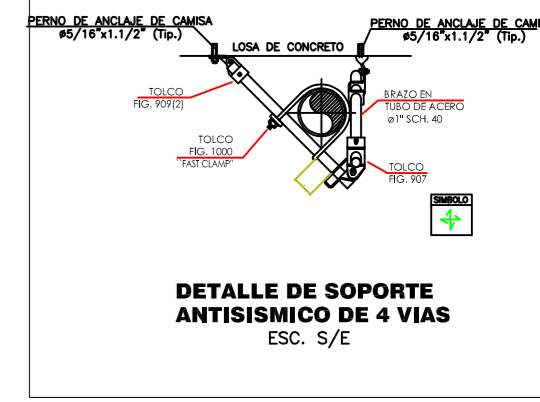 PERNO DE ANCLAJE DE CAMISA
ø5/16"x1.1/2" (Tip.)
PERNO DE ANCLAJE DE CAMI
ø5/16"x1.1/2" (Tip.)
LOSA DE CONCRETO
TOLCO
FIG. 909(2)
BRAZO EN
TUBO DE ACERO
ø1" SCH. 40
TOLCO
FIG. 1000
"FAST CLAMP"
TOLCO
FIG. 907
SIMBOLO
DETALLE DE SOPORTE
ANTISISMICO DE 4 VIAS
ESC. S/E